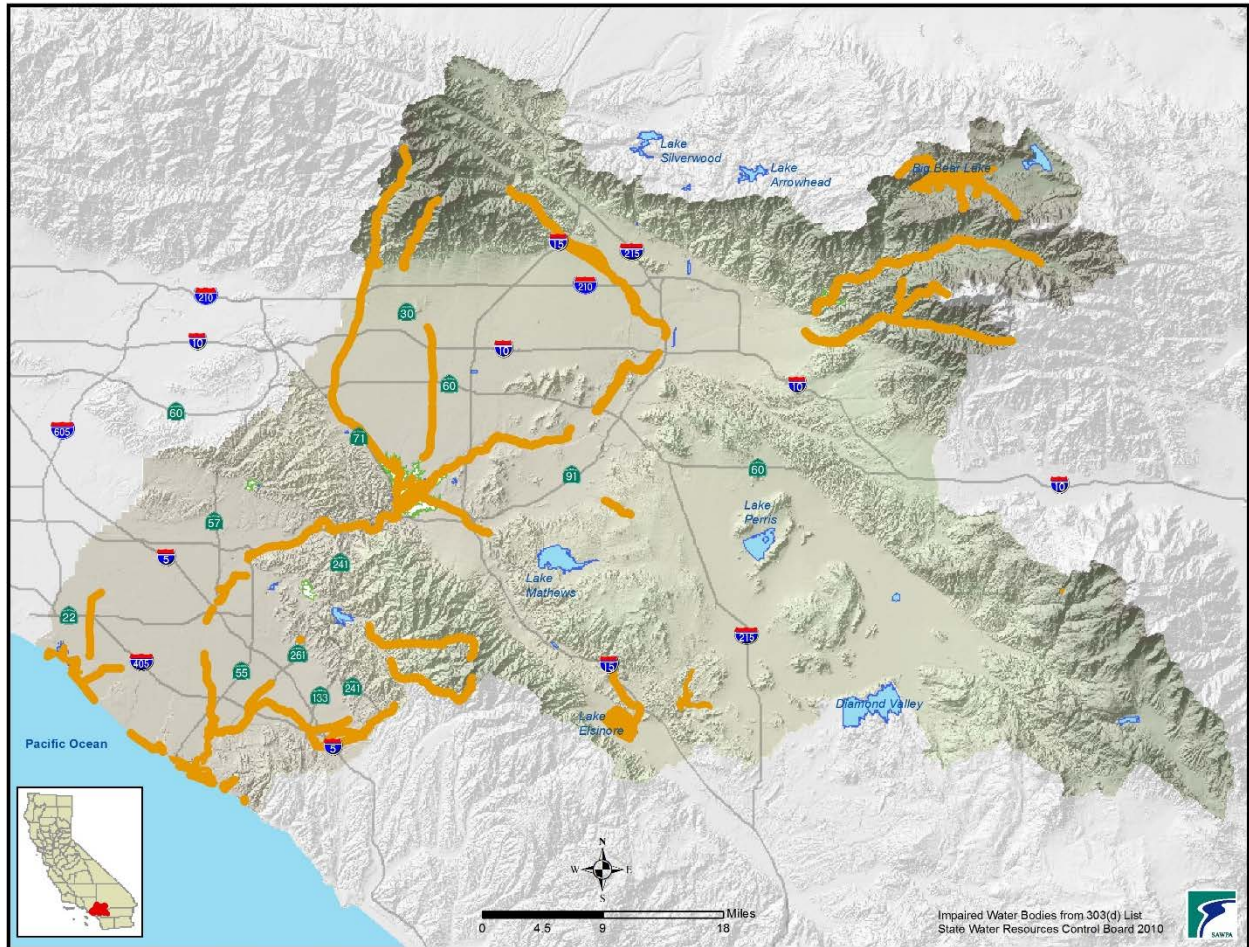 Lake
Silverwood
Lake
Arrowhead
Big Bear Lake
15
215
210
210
30
10
10
60
10
60
605
71
91
60
10
57
Lake
Perris
5
241
Lake
Mathews
22
215
405
261
55
15
241
133
Diamond Valley
Lake
Elsinore
5
Pacific Ocean
N
W
E
S
Miles
0
4.5
9
18
Impaired Water Bodies from 303(d) List
State Water Resources Control Board 2010
SAWPA